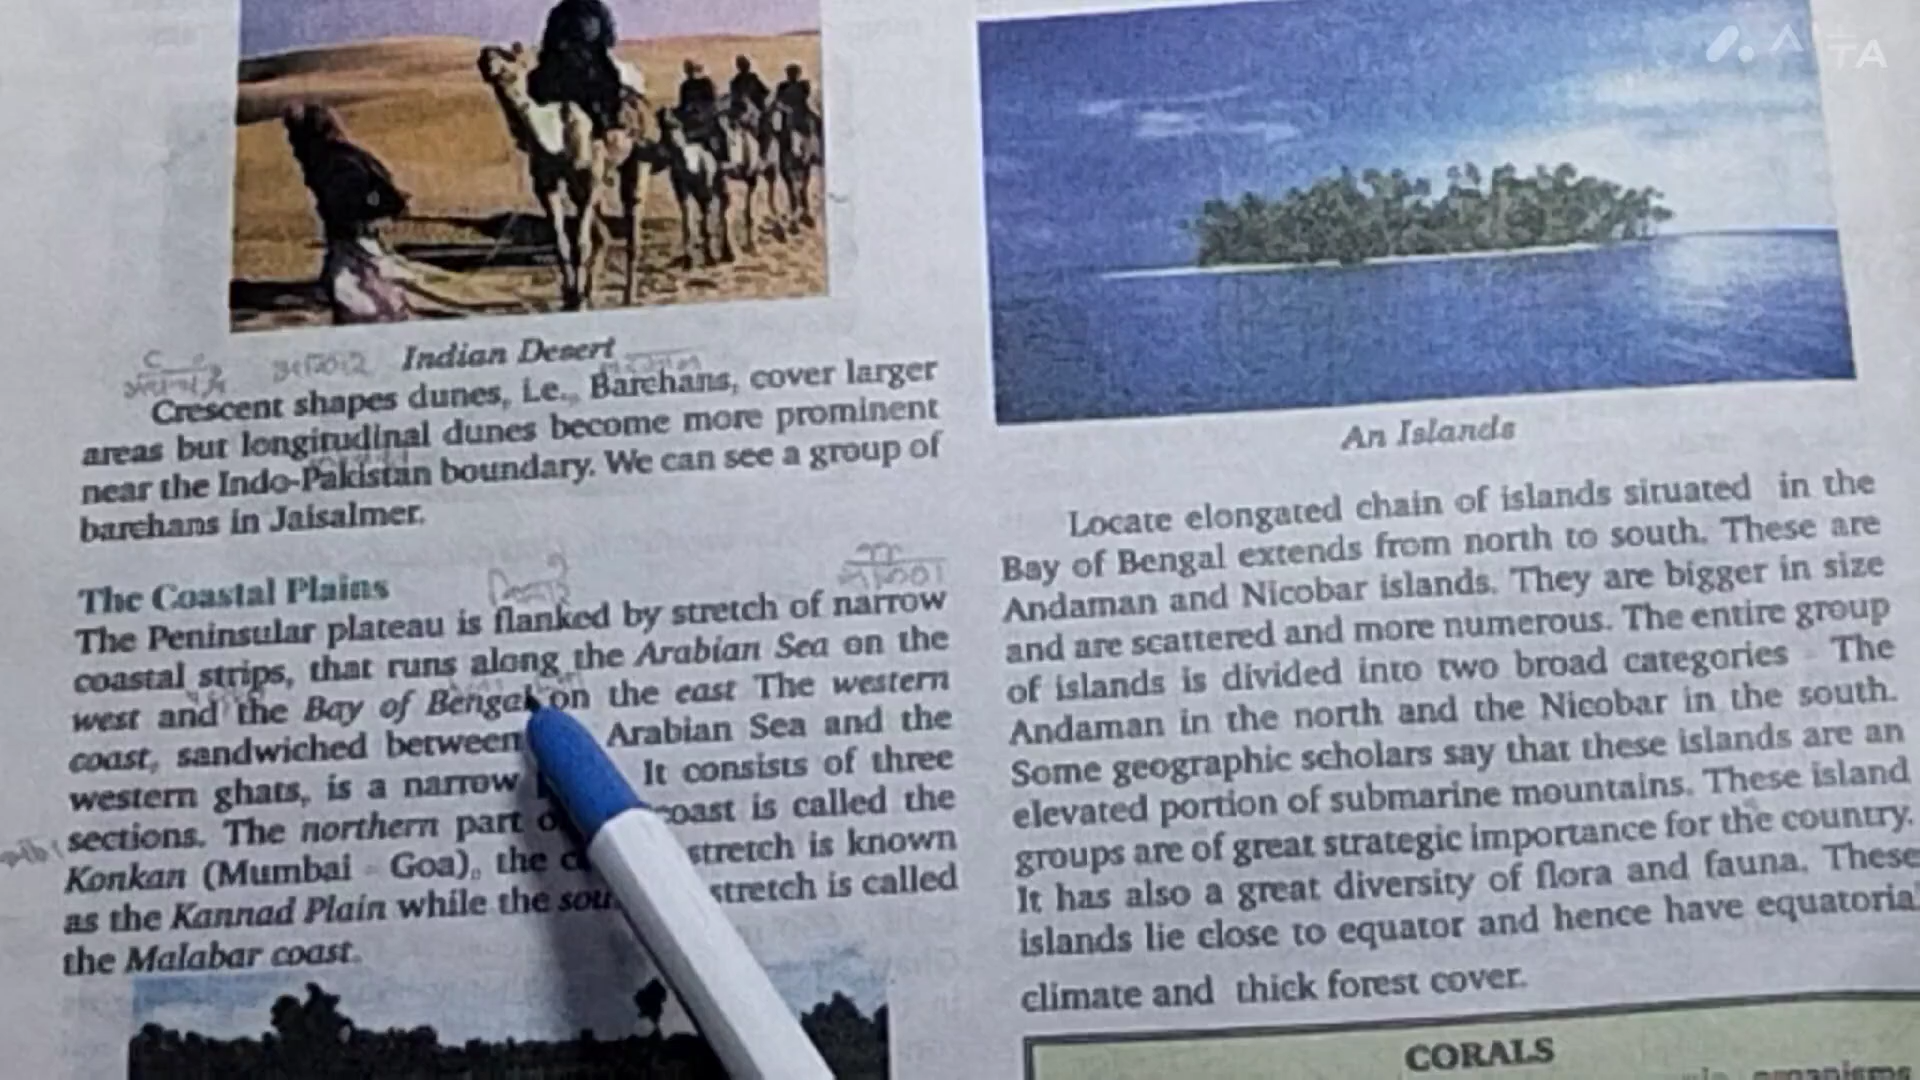 Indian Desert
Crescent shapes dunes, i.e., Barchans, cover larger
areas but longitudinal dunes become more prominent
near the Indo-Pakistan boundary. We can see a group of
barchans in Jaisalmer.
The Coastal Plains
The Peninsular plateau is flanked by stretch of narrow
coastal strips, that runs along the Arabian Sea on the
west and the Bay of Bengal on the east The western
coast, sandwiched between Arabian Sea and the
western ghats, is a narrow It consists of three
sections. The northern part coast is called the
Konkan (Mumbai - Goa), the stretch is known
as the Kannad Plain while the stretch is called
the Malabar coast.
An Islands
Locate elongated chain of islands situated in the
Bay of Bengal extends from north to south. These are
Andaman and Nicobar islands. They are bigger in size
and are scattered and more numerous. The entire group
of islands is divided into two broad categories The
Andaman in the north and the Nicobar in the south.
Some geographic scholars say that these islands are an
elevated portion of submarine mountains. These island
groups are of great strategic importance for the country.
It has also a great diversity of flora and fauna. These
islands lie close to equator and hence have equatorial
climate and thick forest cover.
CORALS
organisms